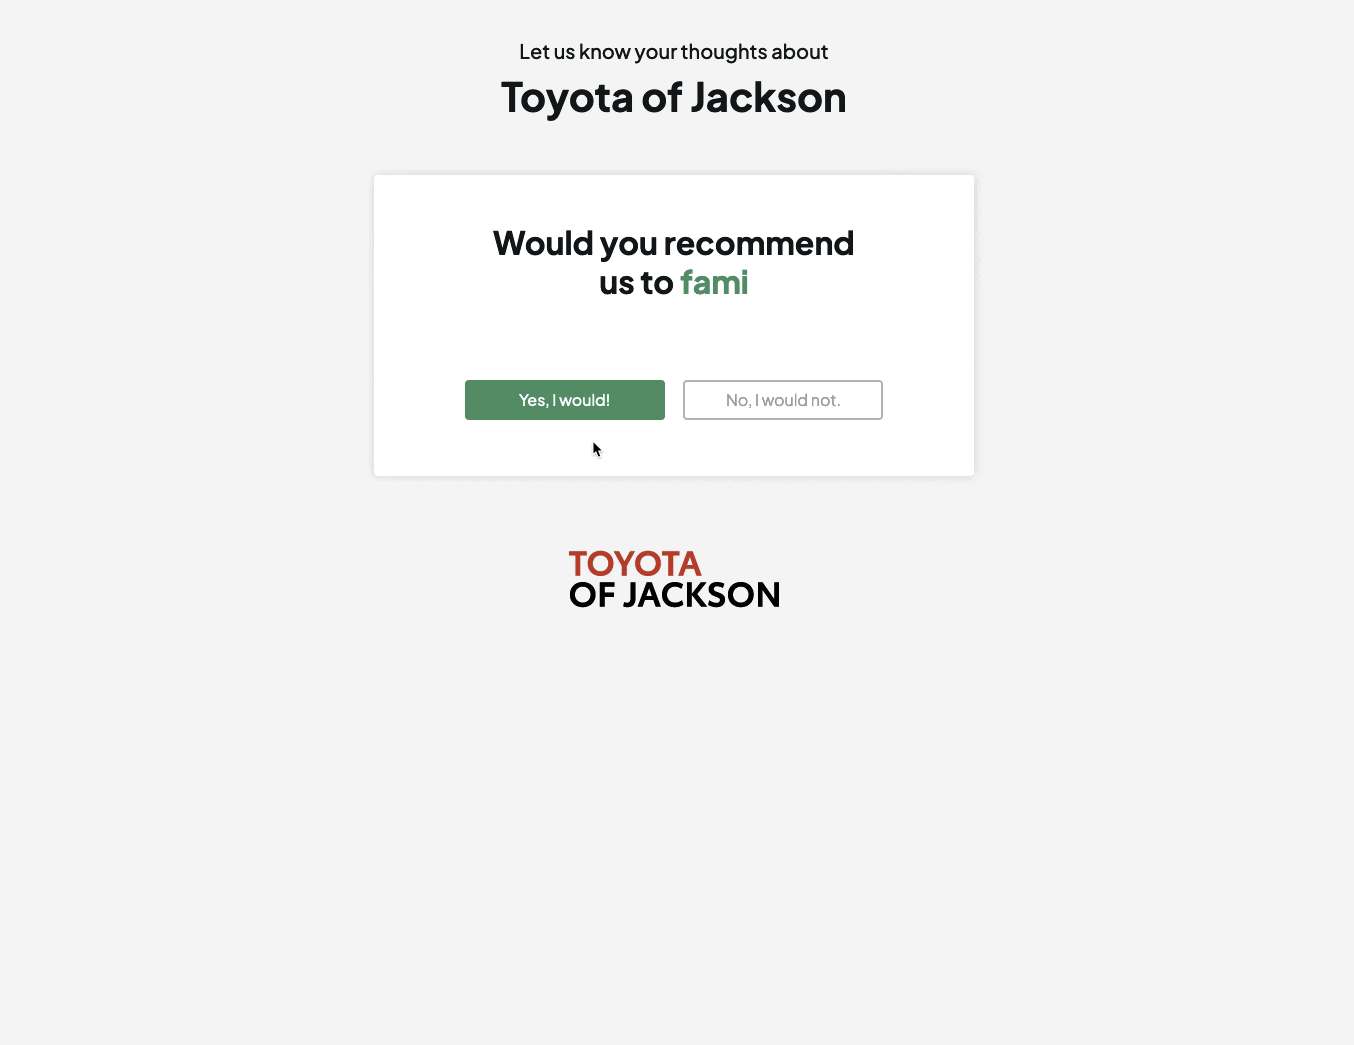 Let us know your thoughts about
Toyota of Jackson
Would you recommend
us to fami
Yes, I would!
No, I would not.
TOYOTA
OF JACKSON